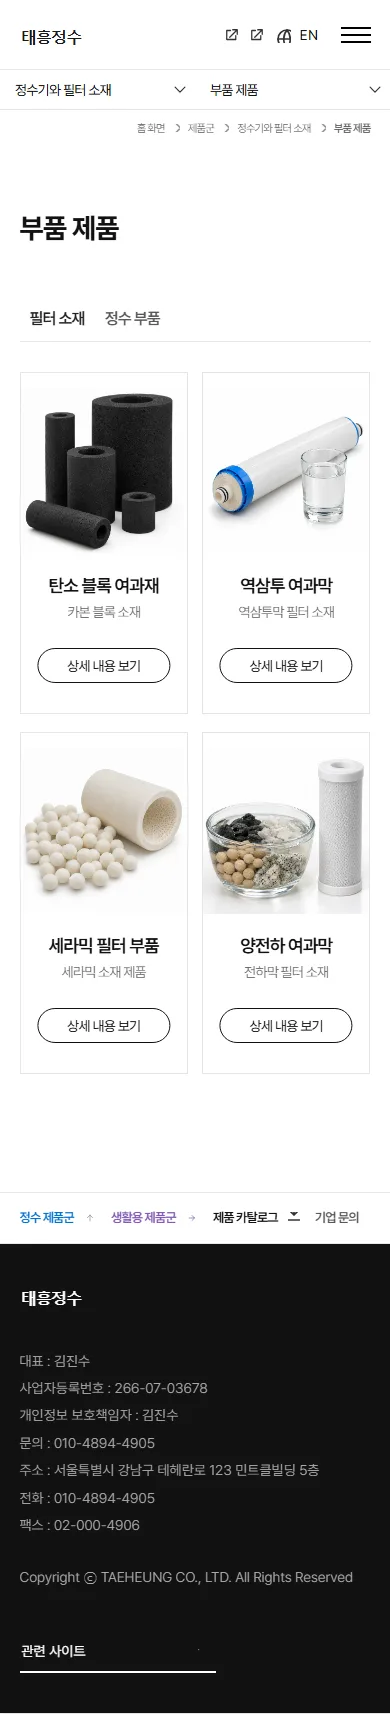 태흥정수
EN
정수기와 필터 소재
부품 제품
홈 화면
제품군
정수기와 필터 소재
부품 제품
부품 제품
필터 소재
정수 부품
탄소 블록 여과재
카본 블록 소재
상세 내용 보기
역삼투 여과막
역삼투막 필터 소재
상세 내용 보기
세라믹 필터 부품
세라믹 소재 제품
상세 내용 보기
양전하 여과막
전하막 필터 소재
상세 내용 보기
정수 제품군
생활용 제품군
제품 카탈로그
기업 문의
태흥정수
대표 : 김진수
사업자등록번호 : 266-07-03678
개인정보 보호책임자 : 김진수
문의 : 010-4894-4905
주소 : 서울특별시 강남구 테헤란로 123 민트클빌딩 5층
전화 : 010-4894-4905
팩스 : 02-000-4906
Copyright ⓒ TAEHEUNG CO., LTD. All Rights Reserved
관련 사이트